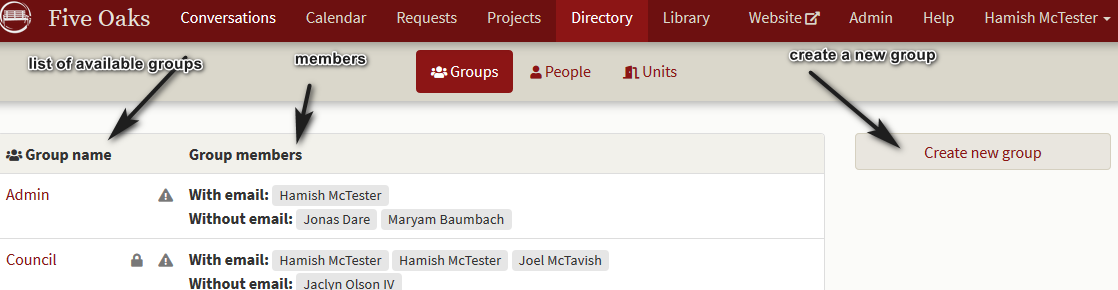 Five Oaks Conversations Calendar Requests Projects Directory Library Website Admin Help Hamish McTester
list of available groups members create a new group
Groups People Units
Group name Group members Create new group
Admin With email: Hamish McTester
Without email: Jonas Dare Maryam Baumbach
Council With email: Hamish McTester Hamish McTester Joel McTavish
Without email: Jaclyn Olson IV